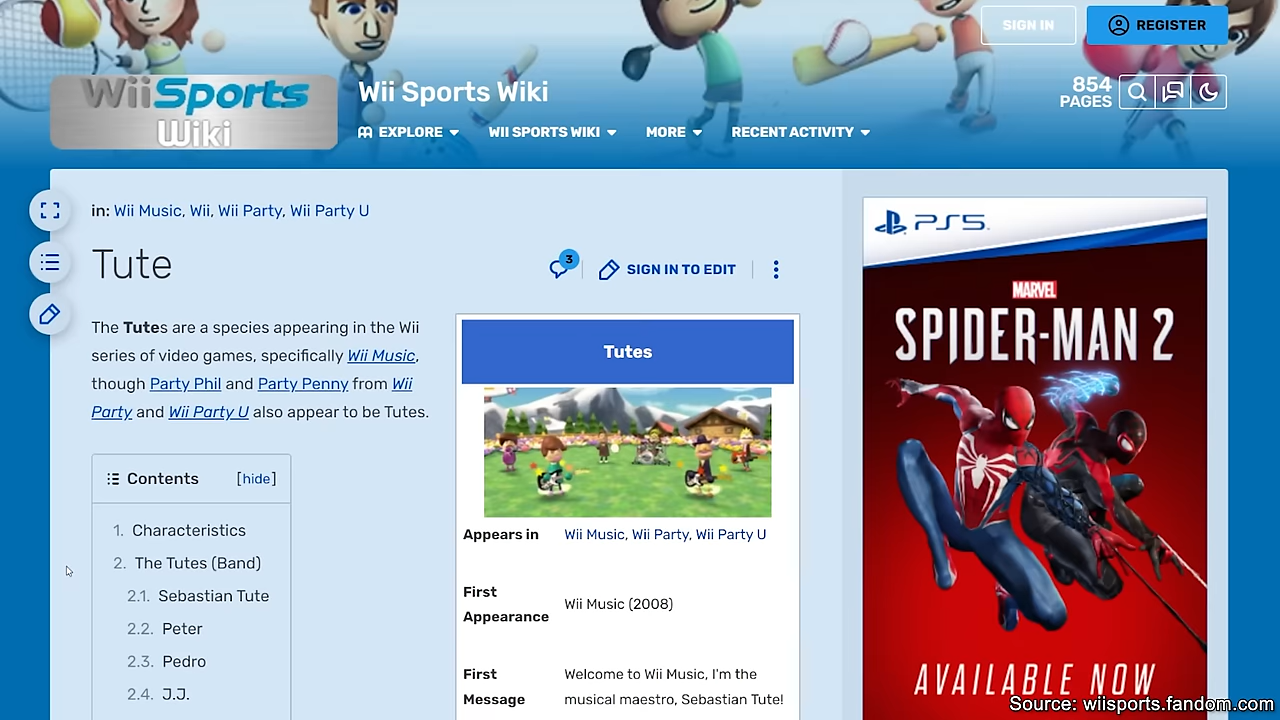 SIGN IN
REGISTER
WiiSports
Wiki
Wii Sports Wiki
854
PAGES
EXPLORE
WII SPORTS WIKI
MORE
RECENT ACTIVITY
in: Wii Music, Wii, Wii Party, Wii Party U
Tute
3
SIGN IN TO EDIT
The Tutes are a species appearing in the Wii
series of video games, specifically Wii Music,
though Party Phil and Party Penny from Wii
Party and Wii Party U also appear to be Tutes.
Contents [hide]
1. Characteristics
2. The Tutes (Band)
2.1. Sebastian Tute
2.2. Peter
2.3. Pedro
2.4. J.J.
Tutes
Appears in Wii Music, Wii Party, Wii Party U
First
Appearance
Wii Music (2008)
First
Message
Welcome to Wii Music, I'm the
musical maestro, Sebastian Tute!
PS5
MARVEL
SPIDER-MAN 2
AVAILABLE NOW
Source: wiisports.fandom.com